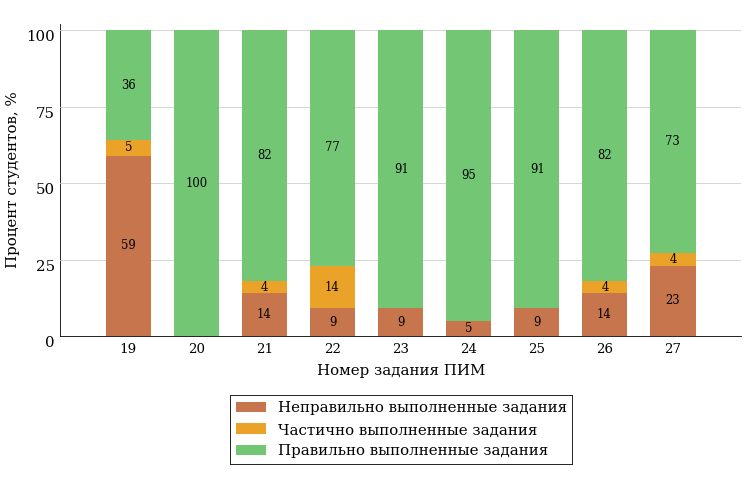 100
75
50
25
0
Процент студентов, %
36 5 59
100
82 4 14
77 14 9
91 9
95 5
91 9
82 4 14
73 4 23
19 20 21 22 23 24 25 26 27
Номер задания ПИМ
Неправильно выполненные задания
Частично выполненные задания
Правильно выполненные задания